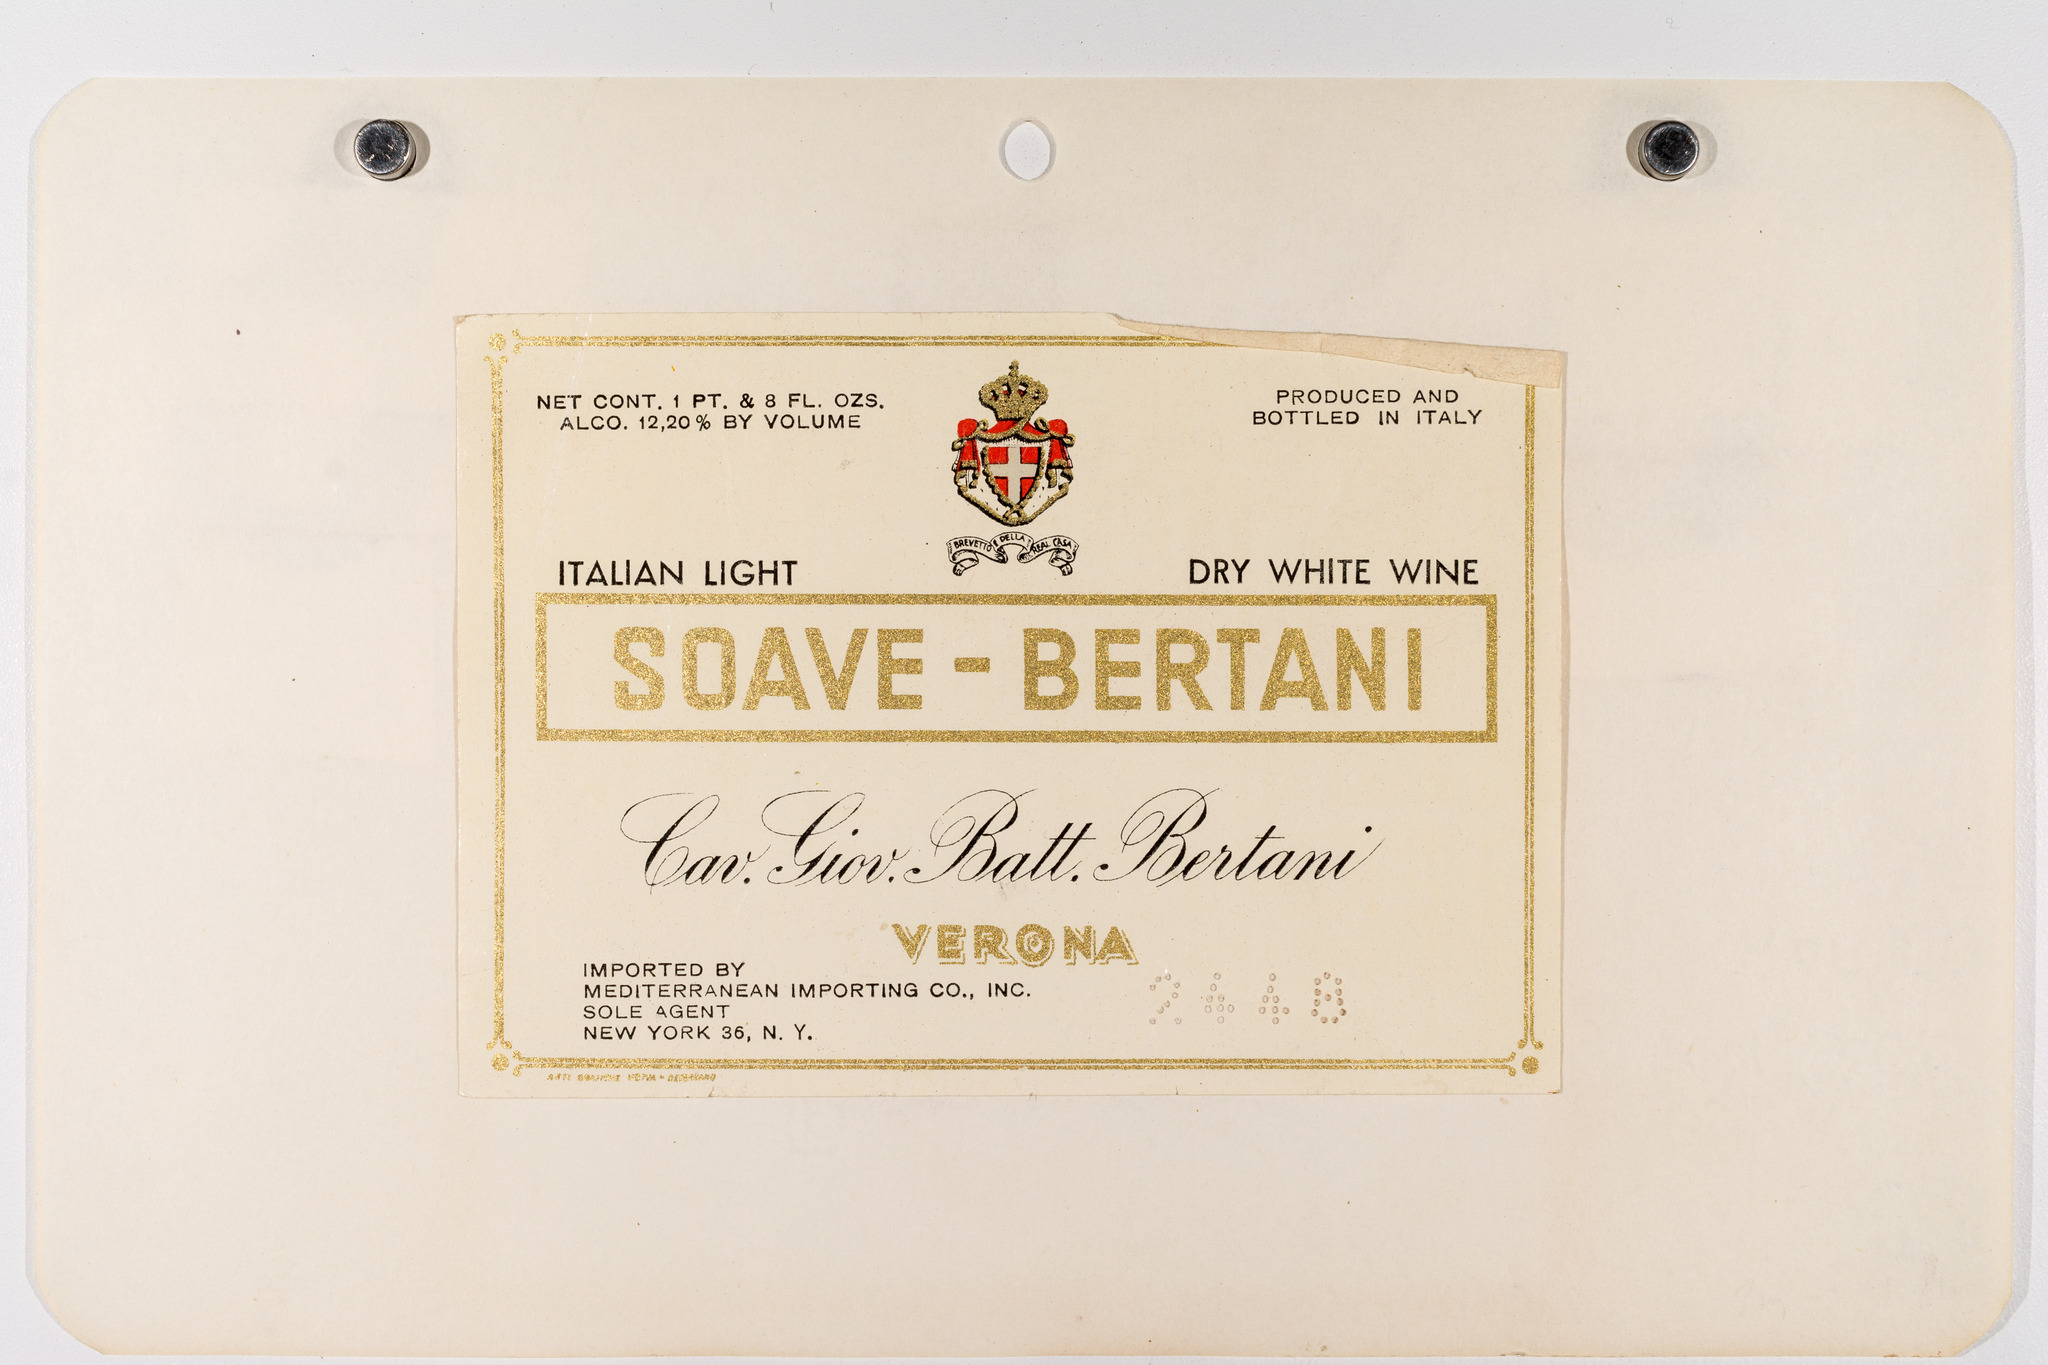 NET CONT. 1 PT. & 8 FL. OZS.
ALCO. 12,20% BY VOLUME
PRODUCED AND
BOTTLED IN ITALY
BREVETTO DELLA REAL CASA
ITALIAN LIGHT
DRY WHITE WINE
SOAVE - BERTANI
Cav. Giov. Batt. Bertani
VERONA
IMPORTED BY
MEDITERRANEAN IMPORTING CO., INC.
SOLE AGENT
NEW YORK 36, N. Y.
2440